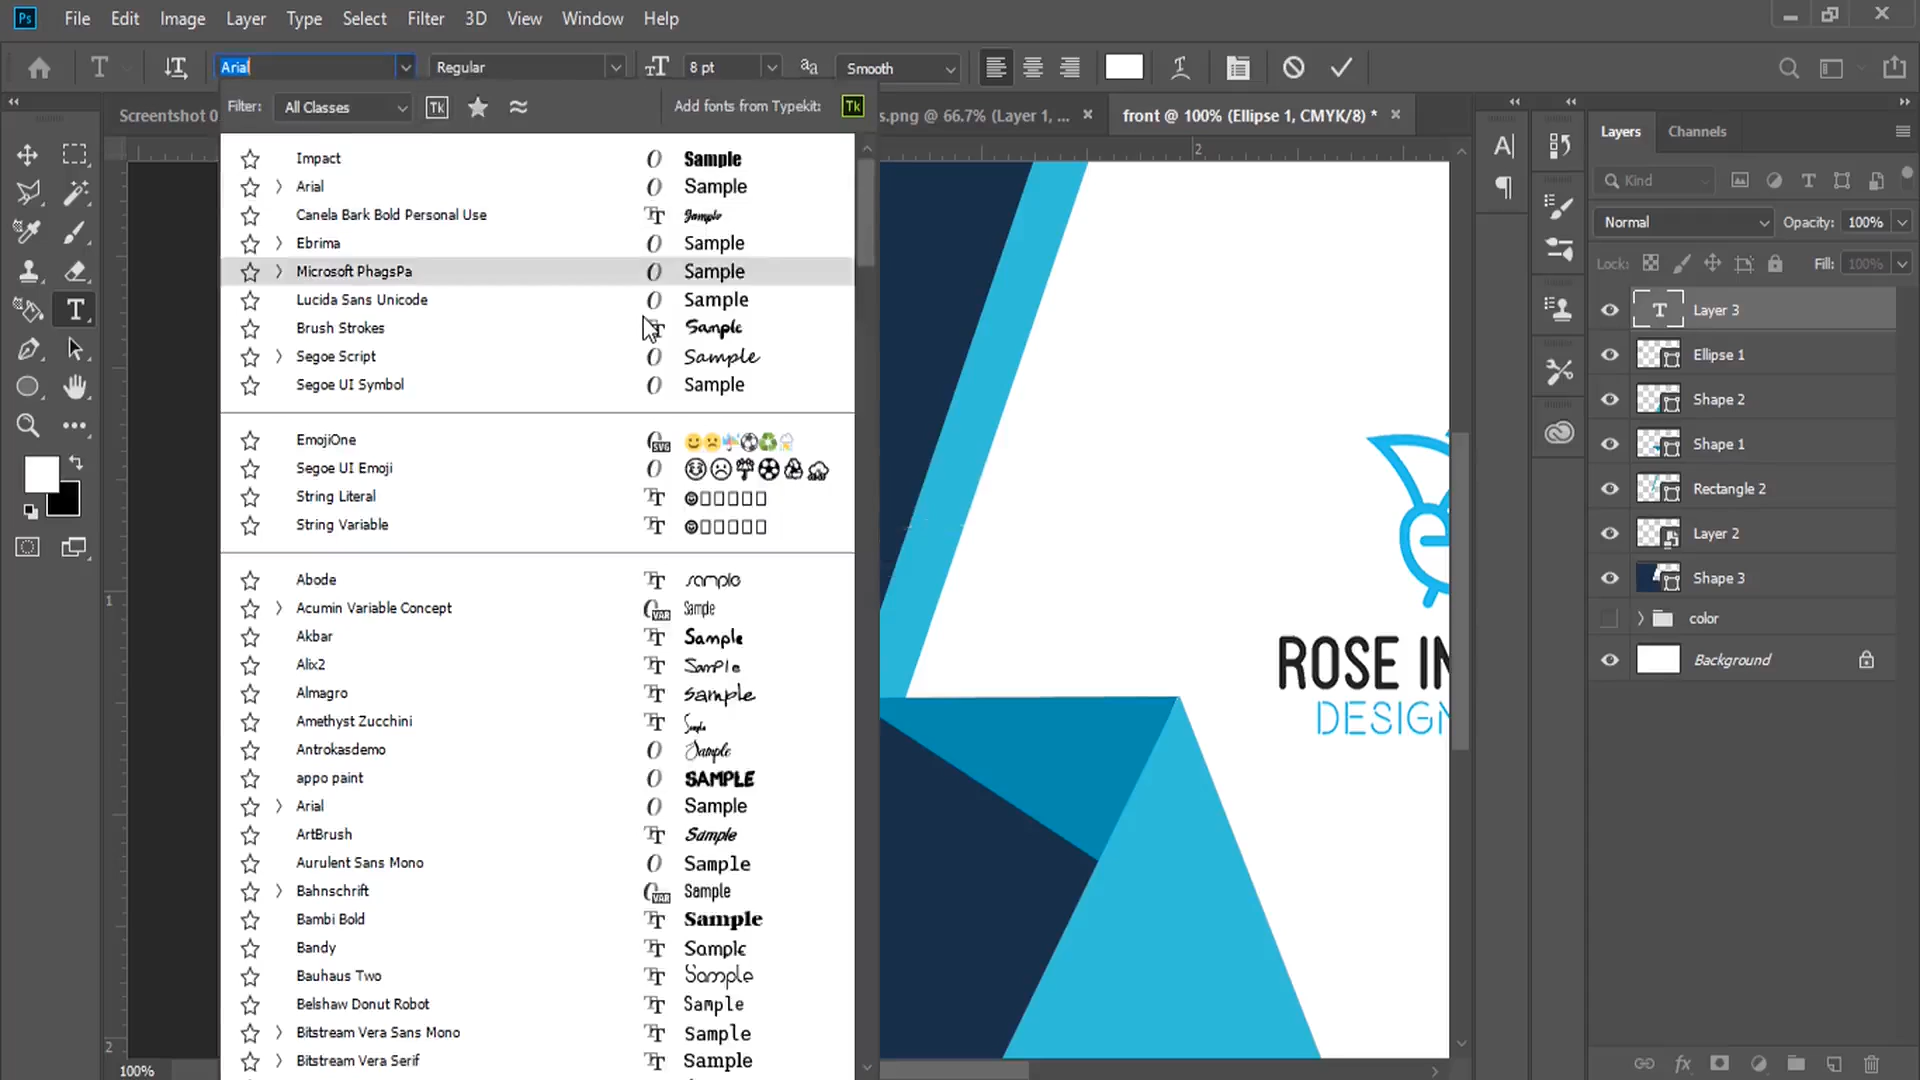 Ps File Edit Image Layer Type Select Filter 3D View Window Help
T Arial Regular 8 pt aa Smooth
Filter: All Classes Tk Add fonts from Typekit: Tk
Screenshot 0
s.png @ 66.7% (Layer 1, ... ×
front @ 100% (Ellipse 1, CMYK/8) * ×
2
1
2
Impact Sample
Arial Sample
Canela Bark Bold Personal Use Sample
Ebrima Sample
Microsoft PhagsPa Sample
Lucida Sans Unicode Sample
Brush Strokes Sample
Segoe Script Sample
Segoe UI Symbol Sample
EmojiOne
Segoe UI Emoji
String Literal
String Variable
Abode sample
Acumin Variable Concept Sample
Akbar Sample
Alix2 Sample
Almagro Sample
Amethyst Zucchini Sample
Antrokasdemo Sample
appo paint SAMPLE
Arial Sample
ArtBrush Sample
Aurulent Sans Mono Sample
Bahnschrift Sample
Bambi Bold Sample
Bandy Sample
Bauhaus Two Sample
Belshaw Donut Robot Sample
Bitstream Vera Sans Mono Sample
Bitstream Vera Serif Sample
100%
ROSE IN
DESIGN
Layers Channels
Kind
Normal Opacity: 100%
Lock: Fill: 100%
Layer 3
Ellipse 1
Shape 2
Shape 1
Rectangle 2
Layer 2
Shape 3
color
Background
fx